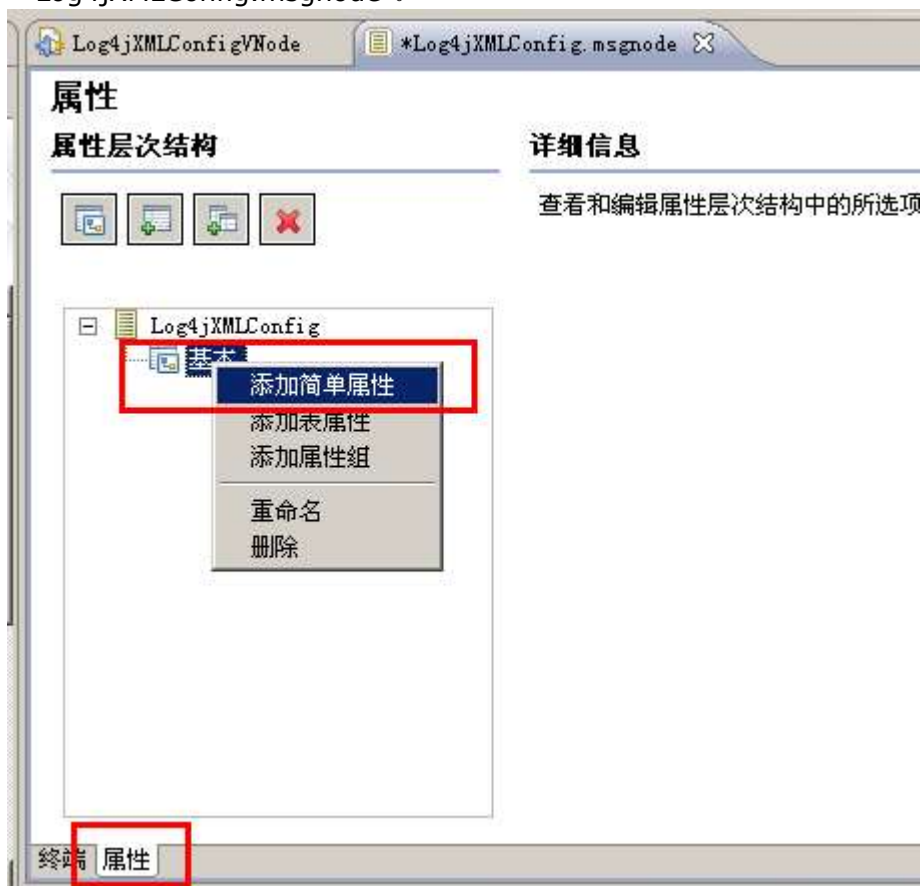 Log4jXMLConfig.msgnode
Log4jXMLConfigVNode
*Log4jXMLConfig.msgnode
属性
属性层次结构
详细信息
查看和编辑属性层次结构中的所选项
Log4jXMLConfig
基本
添加简单属性
添加表属性
添加属性组
重命名
删除
终端
属性